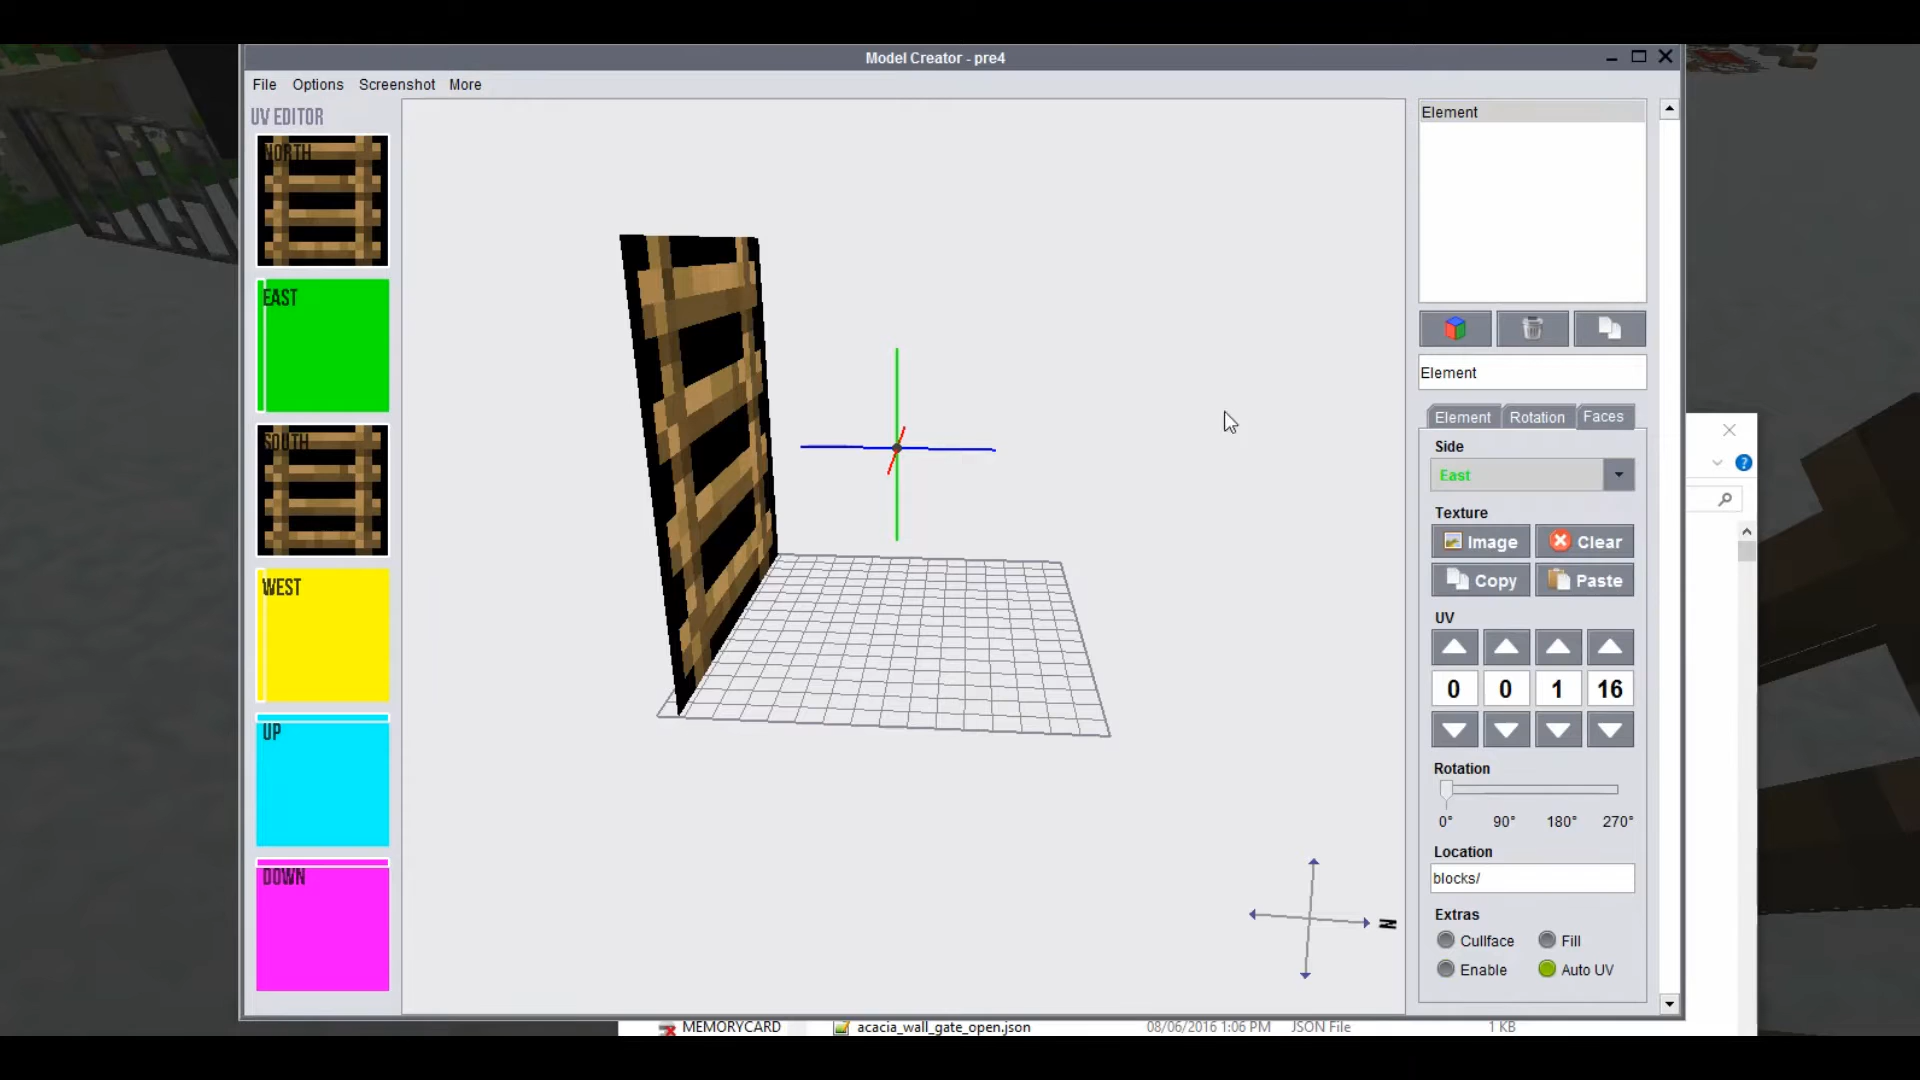 Model Creator - pre4
File Options Screenshot More
UV EDITOR
NORTH
EAST
SOUTH
WEST
UP
DOWN
N
Element
Element
Element Rotation Faces
Side
East
Texture
Image Clear
Copy Paste
UV
0 0 1 16
Rotation
0° 90° 180° 270°
Location
blocks/
Extras
Cullface Fill
Enable Auto UV
MEMORYCARD acacia_wall_gate_open.json 08/06/2016 1:06 PM JSON File 1 KB